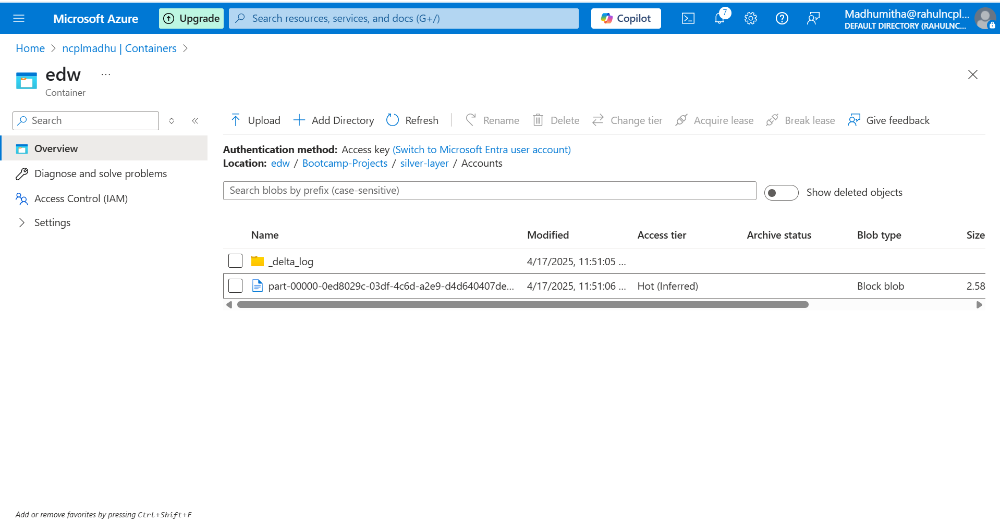 Microsoft Azure
Upgrade
Search resources, services, and docs (G+/)
Copilot
7
Madhumitha@rahulncpl...
DEFAULT DIRECTORY (RAHULNC...
Home > ncplmadhu | Containers >
edw ...
Container
Search
Upload
Add Directory
Refresh
Rename
Delete
Change tier
Acquire lease
Break lease
Give feedback
Overview
Diagnose and solve problems
Access Control (IAM)
Settings
Authentication method: Access key (Switch to Microsoft Entra user account)
Location: edw / Bootcamp-Projects / silver-layer / Accounts
Search blobs by prefix (case-sensitive)
Show deleted objects
Name Modified Access tier Archive status Blob type Size
_delta_log 4/17/2025, 11:51:05 ...
part-00000-0ed8029c-03df-4c6d-a2e9-d4d640407de... 4/17/2025, 11:51:06 ... Hot (Inferred) Block blob 2.58
Add or remove favorites by pressing Ctrl+Shift+F